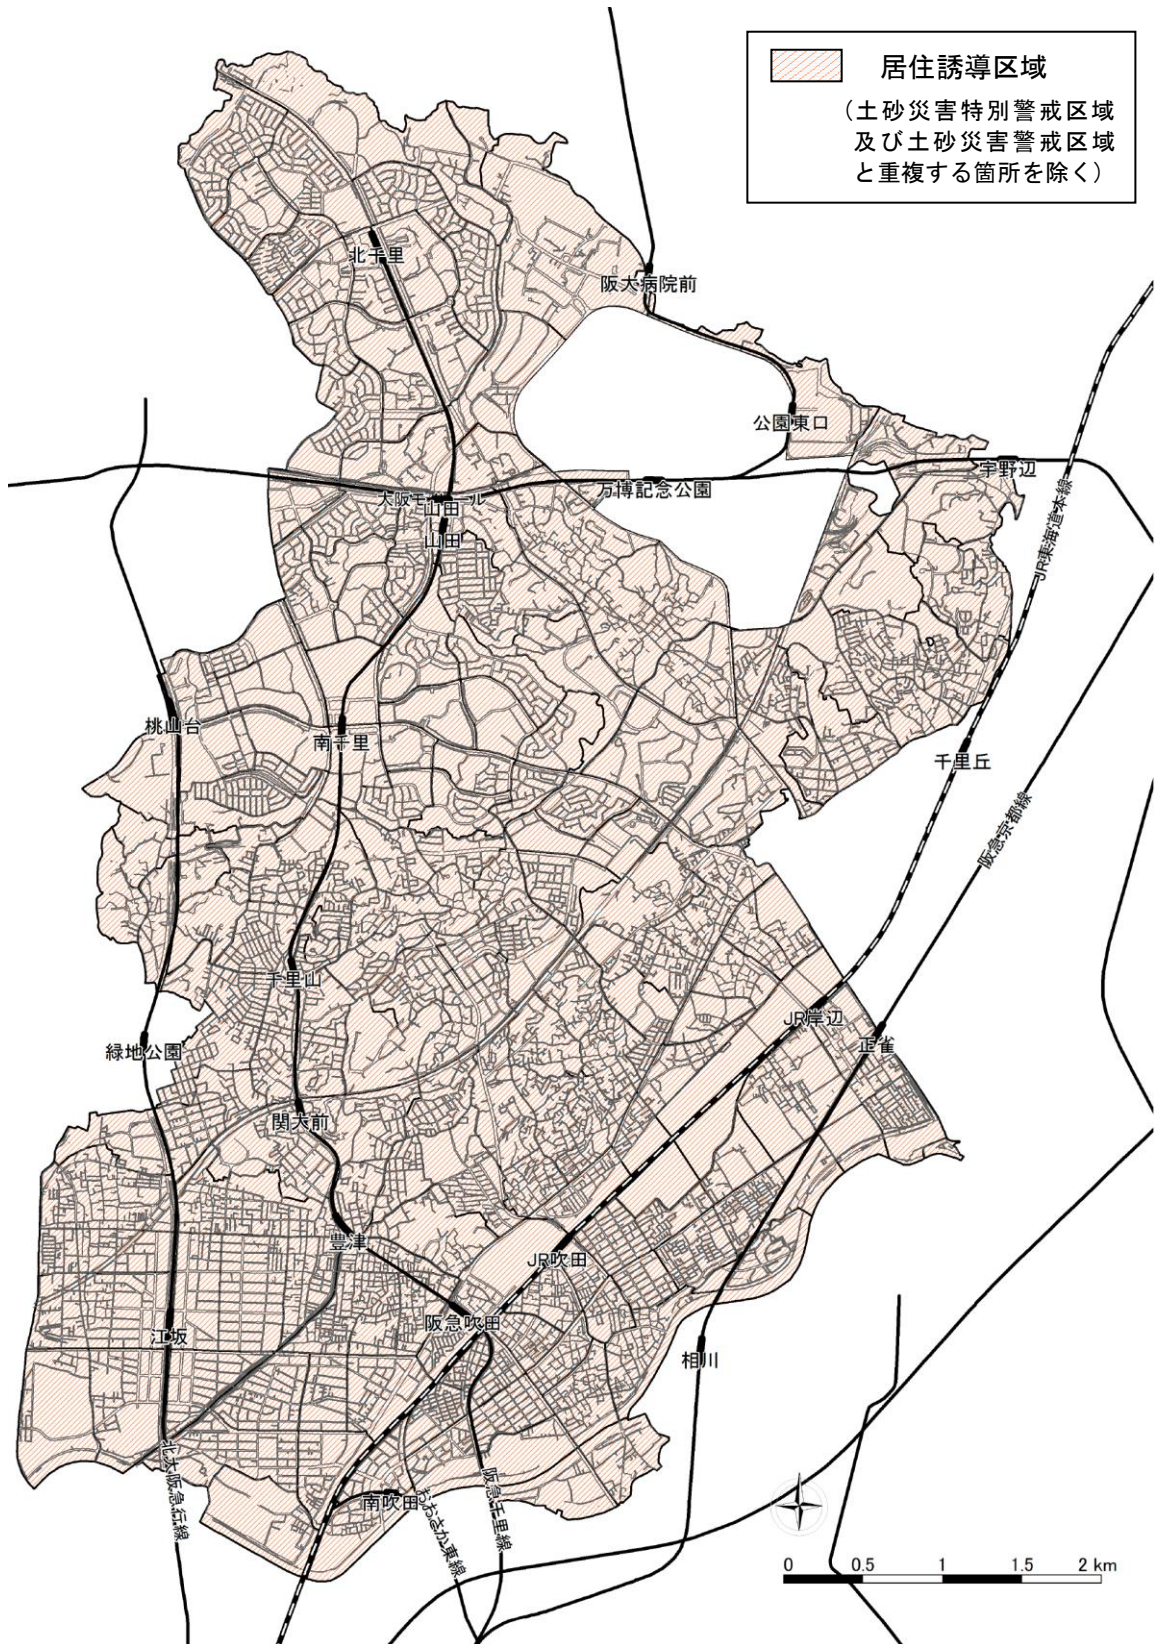 居住誘導区域
（土砂災害特別警戒区域
及び土砂災害警戒区域
と重複する箇所を除く）
北千里
阪大病院前
公園東口
宇野辺
万博記念公園
大阪モノレール
山田
山田
JR東海道本線
桃山台
南千里
千里丘
阪急京都線
千里山
JR岸辺
正雀
緑地公園
関大前
豊津
JR吹田
阪急吹田
江坂
相川
北大阪急行線
南吹田
おおさか東線
阪急千里線
0 0.5 1 1.5 2 km